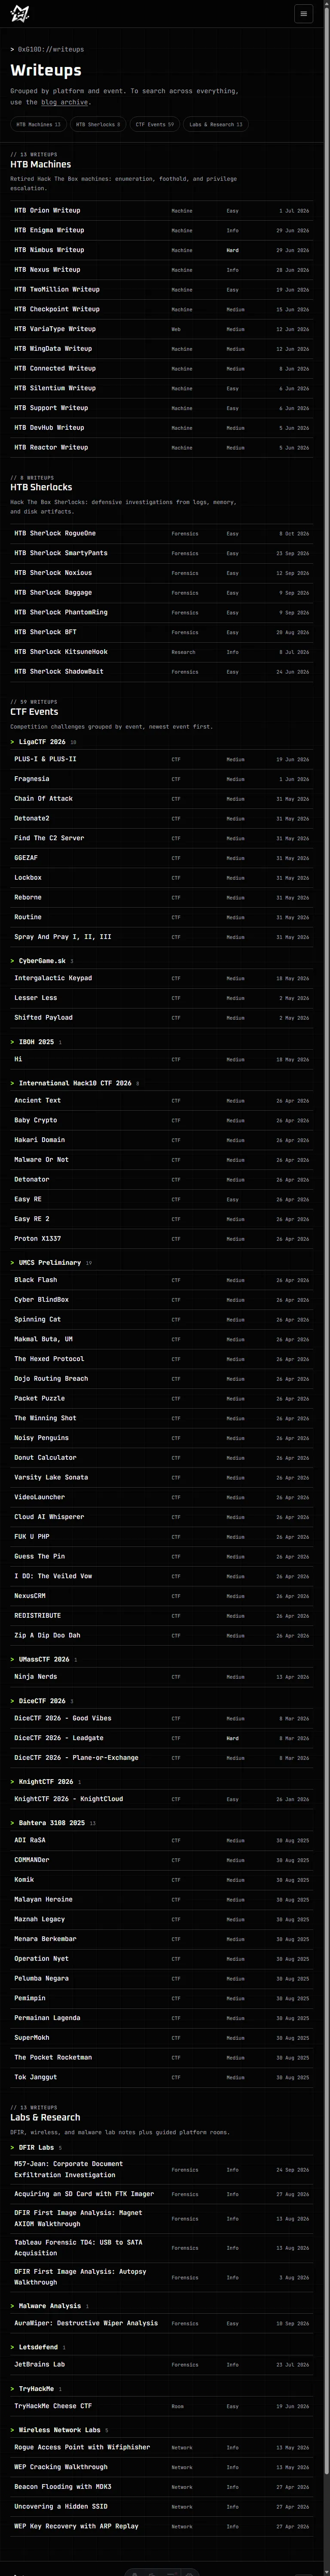 > 0xG10D://writeups
Writeups
Grouped by platform and event. To search across everything,
use the blog archive.
HTB Machines 13
HTB Sherlocks 8
CTF Events 59
Labs & Research 13
// 13 WRITEUPS
HTB Machines
Retired Hack The Box machines: enumeration, foothold, and privilege
escalation.
HTB Orion Writeup Machine Easy 1 Jul 2026
HTB Enigma Writeup Machine Info 29 Jun 2026
HTB Nimbus Writeup Machine Hard 29 Jun 2026
HTB Nexus Writeup Machine Info 28 Jun 2026
HTB TwoMillion Writeup Machine Easy 19 Jun 2026
HTB Checkpoint Writeup Machine Medium 15 Jun 2026
HTB VariaType Writeup Web Medium 12 Jun 2026
HTB WingData Writeup Machine Medium 12 Jun 2026
HTB Connected Writeup Machine Medium 8 Jun 2026
HTB Silentium Writeup Machine Easy 6 Jun 2026
HTB Support Writeup Machine Easy 6 Jun 2026
HTB DevHub Writeup Machine Medium 5 Jun 2026
HTB Reactor Writeup Machine Medium 5 Jun 2026
// 8 WRITEUPS
HTB Sherlocks
Hack The Box Sherlocks: defensive investigations from logs, memory,
and disk artifacts.
HTB Sherlock RogueOne Forensics Easy 8 Oct 2026
HTB Sherlock SmartyPants Forensics Easy 23 Sep 2026
HTB Sherlock Noxious Forensics Easy 12 Sep 2026
HTB Sherlock Baggage Forensics Easy 9 Sep 2026
HTB Sherlock PhantomRing Forensics Easy 9 Sep 2026
HTB Sherlock BFT Forensics Easy 28 Aug 2026
HTB Sherlock KitsuneHook Research Info 8 Jul 2026
HTB Sherlock ShadowBait Forensics Easy 24 Jun 2026
// 59 WRITEUPS
CTF Events
Competition challenges grouped by event, newest event first.
> LigaCTF 2026 10
PLUS-I & PLUS-II CTF Medium 19 Jun 2026
Fragnesia CTF Medium 1 Jun 2026
Chain Of Attack CTF Medium 31 May 2026
Detonate2 CTF Medium 31 May 2026
Find The C2 Server CTF Medium 31 May 2026
GGEZAF CTF Medium 31 May 2026
Lockbox CTF Medium 31 May 2026
Reborne CTF Medium 31 May 2026
Routine CTF Medium 31 May 2026
Spray And Pray I, II, III CTF Medium 31 May 2026
> CyberGame.sk 3
Intergalactic Keypad CTF Medium 18 May 2026
Lesser Less CTF Medium 2 May 2026
Shifted Payload CTF Medium 2 May 2026
> IBOH 2025 1
Hi CTF Medium 18 May 2026
> International Hack10 CTF 2026 8
Ancient Text CTF Medium 26 Apr 2026
Baby Crypto CTF Medium 26 Apr 2026
Hakari Domain CTF Medium 26 Apr 2026
Malware Or Not CTF Medium 26 Apr 2026
Detonator CTF Medium 26 Apr 2026
Easy RE CTF Easy 26 Apr 2026
Easy RE 2 CTF Medium 26 Apr 2026
Proton X1337 CTF Medium 26 Apr 2026
> UMCS Preliminary 19
Black Flash CTF Medium 26 Apr 2026
Cyber BlindBox CTF Medium 26 Apr 2026
Spinning Cat CTF Medium 26 Apr 2026
Makmal Buta, UM CTF Medium 26 Apr 2026
The Hexed Protocol CTF Medium 26 Apr 2026
Dojo Routing Breach CTF Medium 26 Apr 2026
Packet Puzzle CTF Medium 26 Apr 2026
The Winning Shot CTF Medium 26 Apr 2026
Noisy Penguins CTF Medium 26 Apr 2026
Donut Calculator CTF Medium 26 Apr 2026
Varsity Lake Sonata CTF Medium 26 Apr 2026
VideoLauncher CTF Medium 26 Apr 2026
Cloud AI Whisperer CTF Medium 26 Apr 2026
FUK U PHP CTF Medium 26 Apr 2026
Guess The Pin CTF Medium 26 Apr 2026
I DO: The Veiled Vow CTF Medium 26 Apr 2026
NexusCRM CTF Medium 26 Apr 2026
REDISTRIBUTE CTF Medium 26 Apr 2026
Zip A Dip Doo Dah CTF Medium 26 Apr 2026
> UMassCTF 2026 1
Ninja Nerds CTF Medium 13 Apr 2026
> DiceCTF 2026 3
DiceCTF 2026 - Good Vibes CTF Medium 8 Mar 2026
DiceCTF 2026 - Leadgate CTF Hard 8 Mar 2026
DiceCTF 2026 - Plane-or-Exchange CTF Medium 8 Mar 2026
> KnightCTF 2026 1
KnightCTF 2026 - KnightCloud CTF Easy 26 Jan 2026
> Bahtera 3108 2025 13
ADI RaSA CTF Medium 30 Aug 2025
COMMANDer CTF Medium 30 Aug 2025
Komik CTF Medium 30 Aug 2025
Malayan Heroine CTF Medium 30 Aug 2025
Maznah Legacy CTF Medium 30 Aug 2025
Menara Berkembar CTF Medium 30 Aug 2025
Operation Nyet CTF Medium 30 Aug 2025
Pelumba Negara CTF Medium 30 Aug 2025
Pemimpin CTF Medium 30 Aug 2025
Permainan Lagenda CTF Medium 30 Aug 2025
SuperMokh CTF Medium 30 Aug 2025
The Pocket Rocketman CTF Medium 30 Aug 2025
Tok Janggut CTF Medium 30 Aug 2025
// 13 WRITEUPS
Labs & Research
DFIR, wireless, and malware lab notes plus guided platform rooms.
> DFIR Labs 5
M57-Jean: Corporate Document
Exfiltration Investigation Forensics Info 24 Sep 2026
Acquiring an SD Card with FTK Imager Forensics Info 27 Aug 2026
DFIR First Image Analysis: Magnet
AXIOM Walkthrough Forensics Info 13 Aug 2026
Tableau Forensic TD4: USB to SATA
Acquisition Forensics Info 13 Aug 2026
DFIR First Image Analysis: Autopsy
Walkthrough Forensics Info 3 Aug 2026
> Malware Analysis 1
AuraWiper: Destructive Wiper Analysis Forensics Easy 10 Sep 2026
> Letsdefend 1
JetBrains Lab Forensics Info 23 Jul 2026
> TryHackMe 1
TryHackMe Cheese CTF Room Easy 19 Jun 2026
> Wireless Network Labs 5
Rogue Access Point with Wifiphisher Network Info 13 May 2026
WEP Cracking Walkthrough Network Info 13 May 2026
Beacon Flooding with MDK3 Network Info 27 Apr 2026
Uncovering a Hidden SSID Network Info 27 Apr 2026
WEP Key Recovery with ARP Replay Network Info 27 Apr 2026